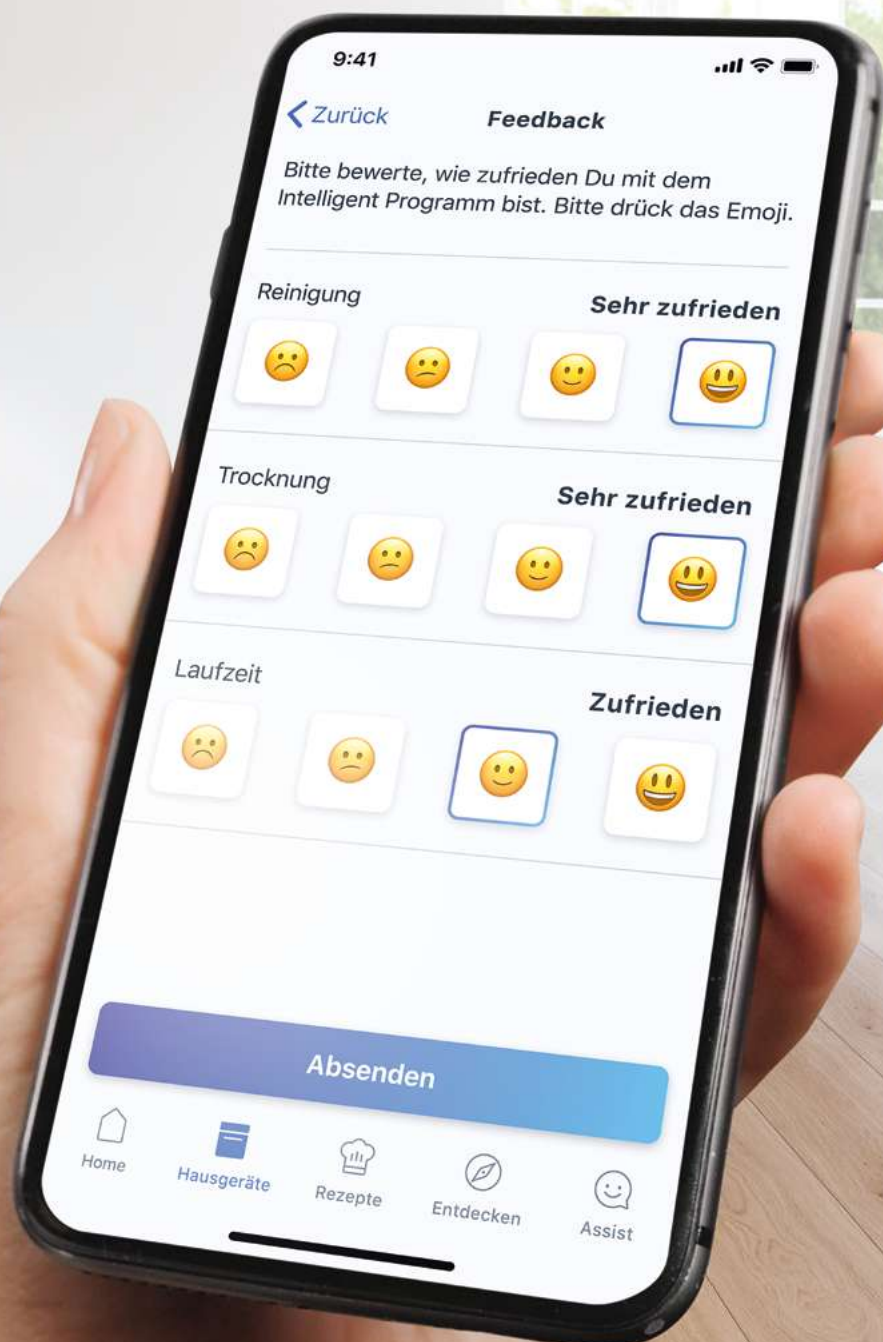 9:41
Zurück
Feedback
Bitte bewerte, wie zufrieden Du mit dem
Intelligent Programm bist. Bitte drück das Emoji.
Reinigung
Sehr zufrieden
Trocknung
Sehr zufrieden
Laufzeit
Zufrieden
Absenden
Home
Hausgeräte
Rezepte
Entdecken
Assist